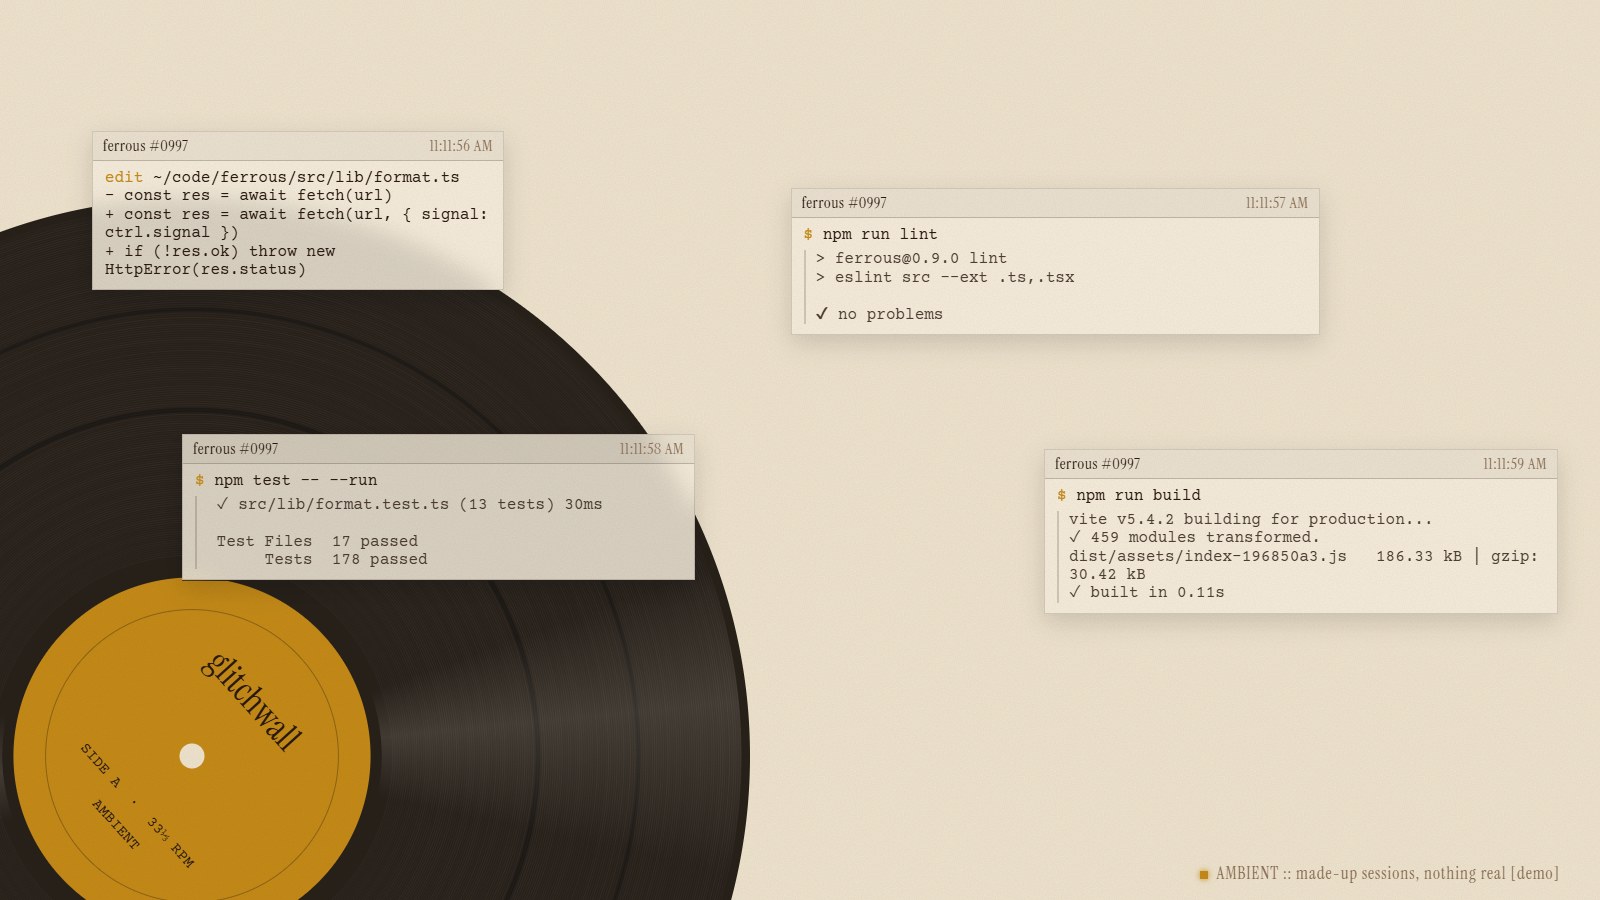 ferrous #0997 11:11:56 AM
edit ~/code/ferrous/src/lib/format.ts
- const res = await fetch(url)
+ const res = await fetch(url, { signal:
ctrl.signal })
+ if (!res.ok) throw new
HttpError(res.status)
ferrous #0997 11:11:57 AM
$ npm run lint
> ferrous@0.9.0 lint
> eslint src --ext .ts,.tsx
✓ no problems
ferrous #0997 11:11:58 AM
$ npm test -- --run
✓ src/lib/format.test.ts (13 tests) 30ms
Test Files 17 passed
Tests 178 passed
ferrous #0997 11:11:59 AM
$ npm run build
vite v5.4.2 building for production...
✓ 459 modules transformed.
dist/assets/index-196850a3.js 186.33 kB │ gzip:
30.42 kB
✓ built in 0.11s
glitchwall
SIDE A · 33⅓ RPM
AMBIENT
AMBIENT :: made-up sessions, nothing real [demo]